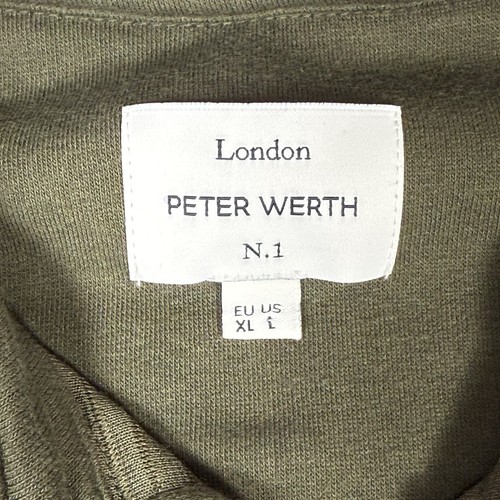 London
PETER WERTH
N.1
EU US
XL L